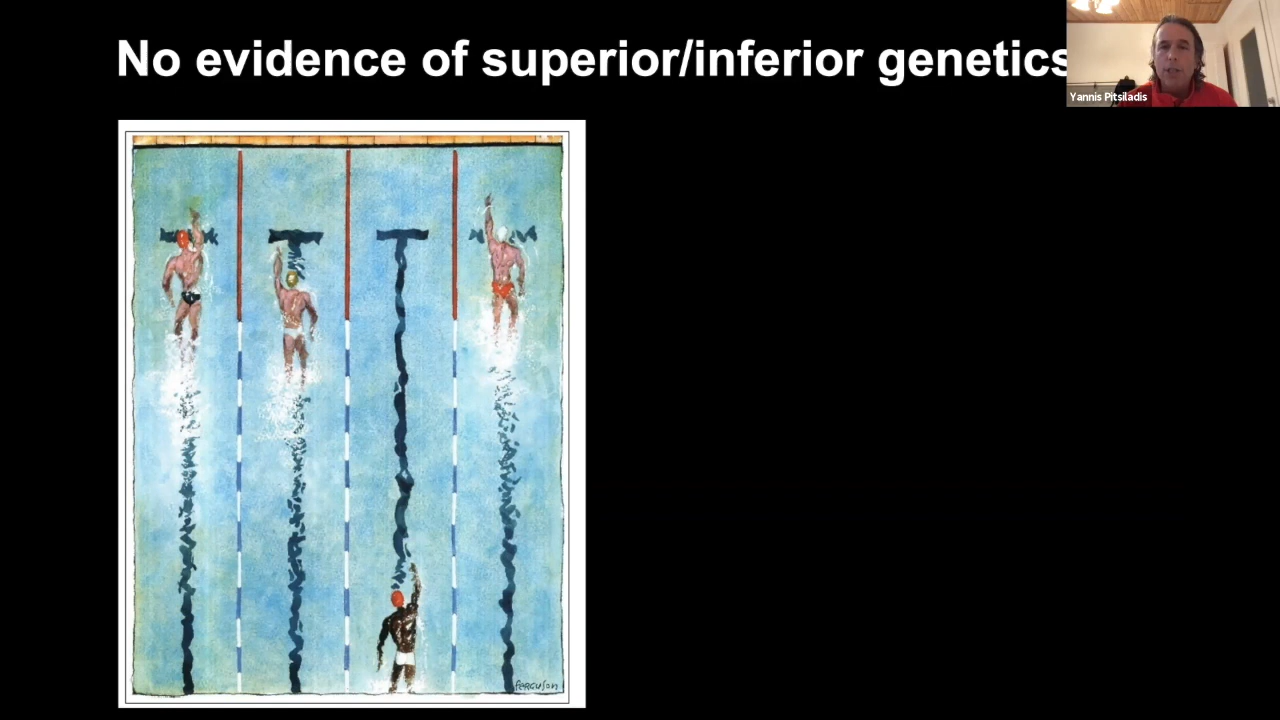 No evidence of superior/inferior genetics
Yannis Pitsiladis
FERGUSON